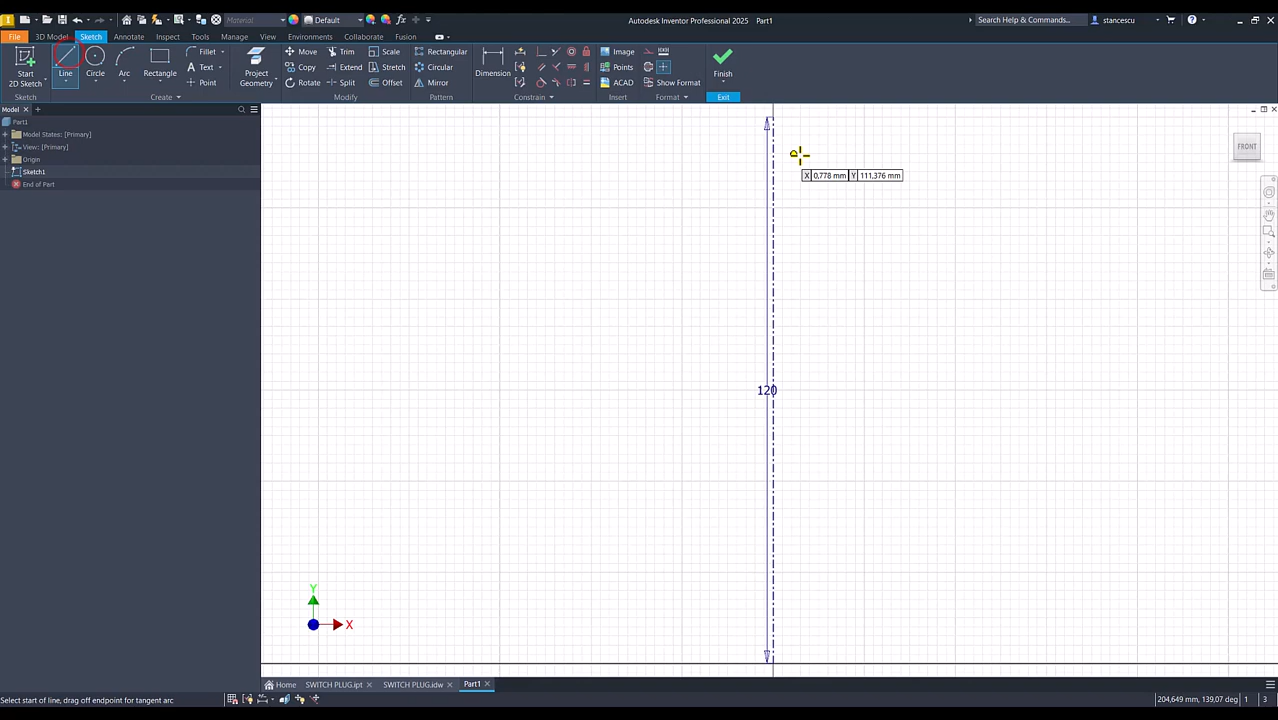 Material
Default
Autodesk Inventor Professional 2025 Part1
Search Help & Commands...
stancescu
File 3D Model Sketch Annotate Inspect Tools Manage View Environments Collaborate Fusion
Start
2D Sketch
Line
Circle
Arc
Rectangle
Fillet
Text
Point
Project
Geometry
Move
Copy
Rotate
Trim
Extend
Split
Scale
Stretch
Offset
Rectangular
Circular
Mirror
Dimension
Image
Points
ACAD
Show Format
Finish
Sketch Create Modify Pattern Constrain Insert Format Exit
Model
Part1
Model States: [Primary]
View: [Primary]
Origin
Sketch1
End of Part
FRONT
X 0,778 mm Y 111,376 mm
120
Y
X
Home SWITCH PLUG.ipt SWITCH PLUG.idw Part1
Select start of line, drag off endpoint for tangent arc
204,649 mm, 139,07 deg 1 3